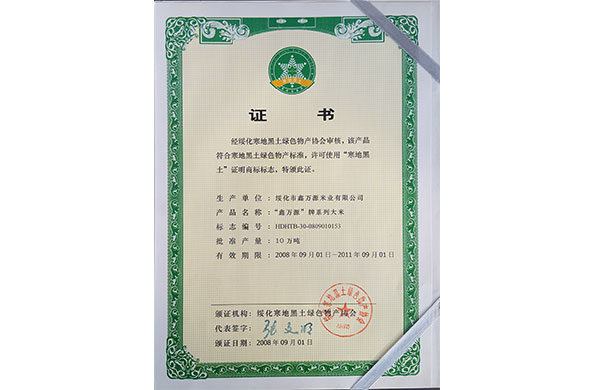 证 书
经绥化寒地黑土绿色物产协会审核，该产品
符合寒地黑土绿色物产标准，许可使用“寒地黑
土”证明商标标志，特颁此证。
生产单位：绥化市鑫万源米业有限公司
产品名称：“鑫万源”牌系列大米
标志编号：HDHTB-30-0809010153
批准产量：10万吨
有效期限：2008年09月01日—2011年09月01日
颁证机构：绥化寒地黑土绿色物产协会
代表签字：
颁证日期：2008年09月01日